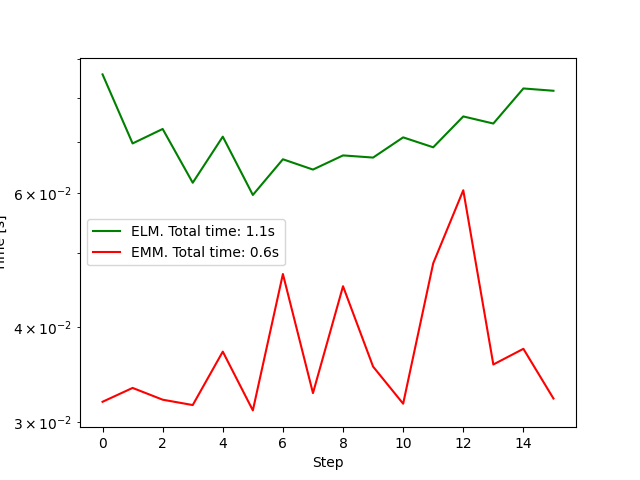 6 × 10⁻²
4 × 10⁻²
3 × 10⁻²
ELM. Total time: 1.1s
EMM. Total time: 0.6s
0 2 4 6 8 10 12 14
Step
[s]